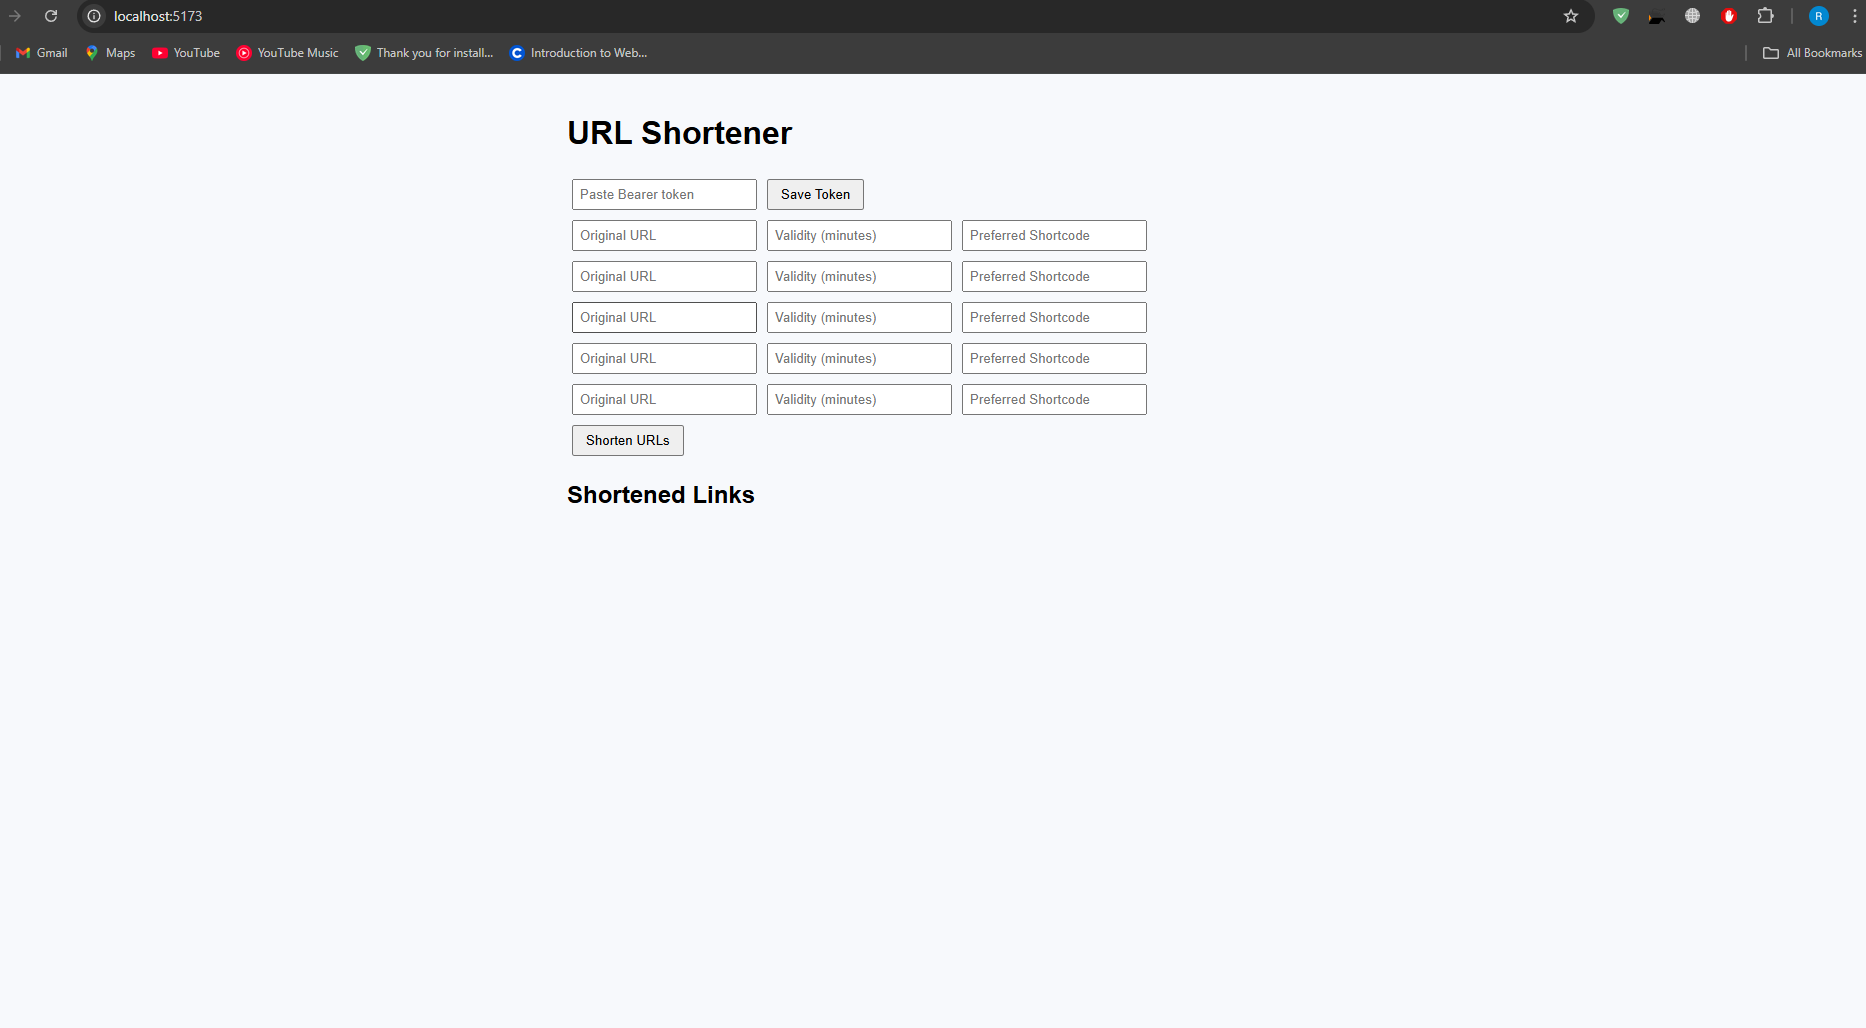 localhost:5173
R
Gmail Maps YouTube YouTube Music Thank you for install... Introduction to Web... All Bookmarks
URL Shortener
Paste Bearer token Save Token
Original URL Validity (minutes) Preferred Shortcode
Original URL Validity (minutes) Preferred Shortcode
Original URL Validity (minutes) Preferred Shortcode
Original URL Validity (minutes) Preferred Shortcode
Original URL Validity (minutes) Preferred Shortcode
Shorten URLs
Shortened Links